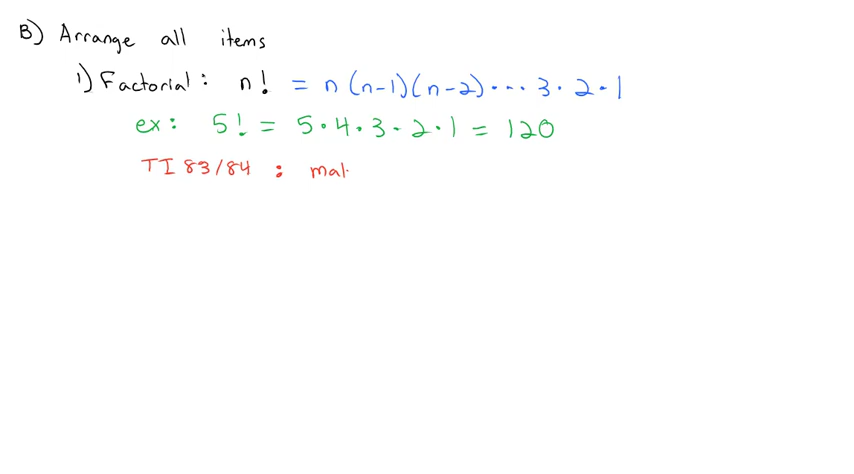 B) Arrange all items
1) Factorial: n! = n(n-1)(n-2)⋯3·2·1
ex: 5! = 5·4·3·2·1 = 120
TI 83/84 :